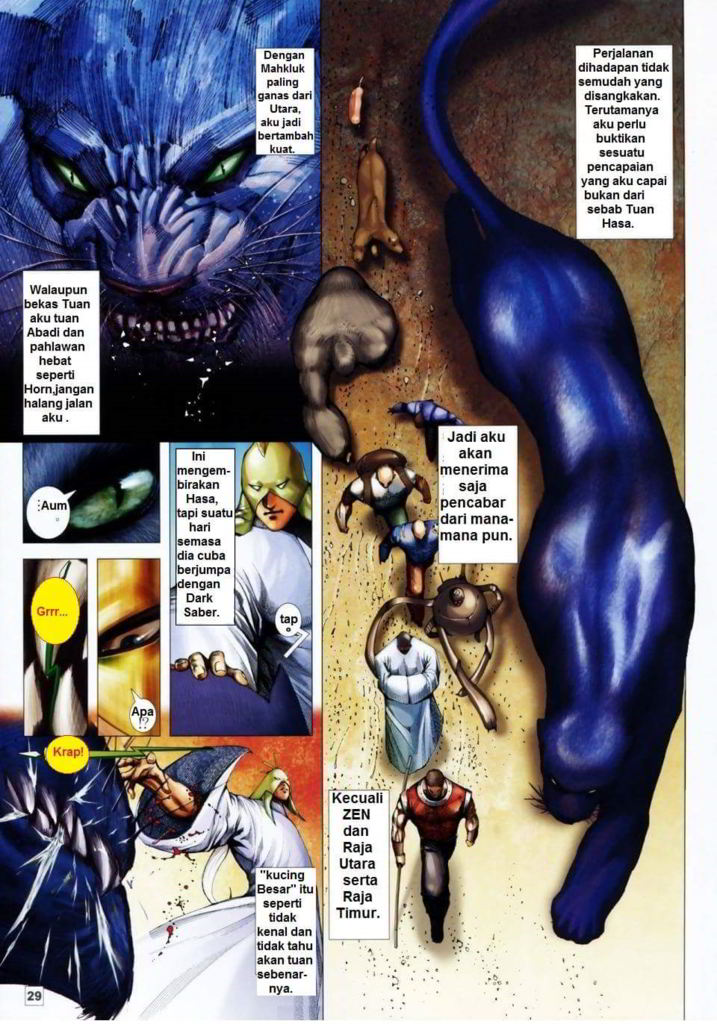 Perjalanan
dihadapan tidak
semudah yang
disangkakan.
Terutamanya
aku perlu
buktikan
sesuatu
pencapaian
yang aku capai
bukan dari
sebab Tuan
Hasa.
Dengan
Mahkluk
paling
ganas dari
Utara,
aku jadi
bertambah
kuat.
Walaupun
bekas Tuan
aku tuan
Abadi dan
pahlawan
hebat
seperti
Horn,jangan
halang jalan
aku .
Jadi aku
akan
menerima
saja
pencabar
dari mana-
mana pun.
Kecuali
ZEN
dan
Raja
Utara
serta
Raja
Timur.
Ini
mengem-
birakan
Hasa,
tapi suatu
hari
semasa
dia cuba
berjumpa
dengan
Dark
Saber.
tap
Aum
Apa
!?
Grrr...
Krap!
"kucing
Besar" itu
seperti
tidak
kenal dan
tidak tahu
akan tuan
sebenar-
nya.
29